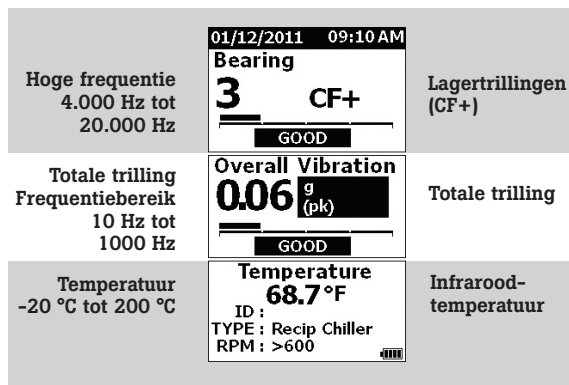 01/12/2011 09:10 AM
Hoge frequentie
4.000 Hz tot
20.000 Hz
Bearing
3 CF+
GOOD
Lagertrillingen
(CF+)
Totale trilling
Frequentiebereik
10 Hz tot
1000 Hz
Overall Vibration
0.06 g
(pk)
GOOD
Totale trilling
Temperatuur
-20 °C tot 200 °C
Temperature
68.7°F
ID :
TYPE : Recip Chiller
RPM : >600
Infrarood-
temperatuur